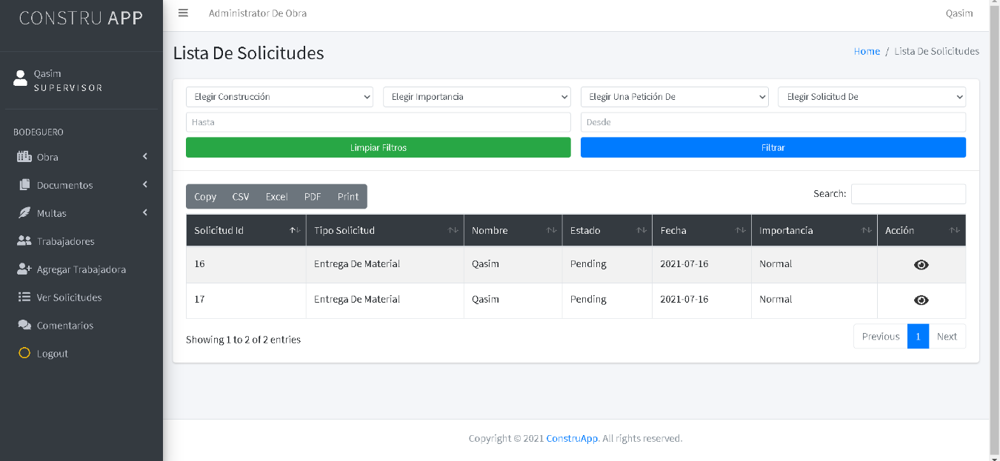 CONSTRU APP
Administrator De Obra
Qasim
Qasim
SUPERVISOR
BODEGUERO
Obra
Documentos
Multas
Trabajadores
Agregar Trabajadora
Ver Solicitudes
Comentarios
Logout
Lista De Solicitudes
Home / Lista De Solicitudes
Elegir Construcción Elegir Importancia Elegir Una Petición De Elegir Solicitud De
Hasta Desde
Limpiar Filtros Filtrar
Copy CSV Excel PDF Print Search:
Solicitud Id Tipo Solicitud Nombre Estado Fecha Importancia Acción
16 Entrega De Material Qasim Pending 2021-07-16 Normal
17 Entrega De Material Qasim Pending 2021-07-16 Normal
Showing 1 to 2 of 2 entries Previous 1 Next
Copyright © 2021 ConstruApp. All rights reserved.